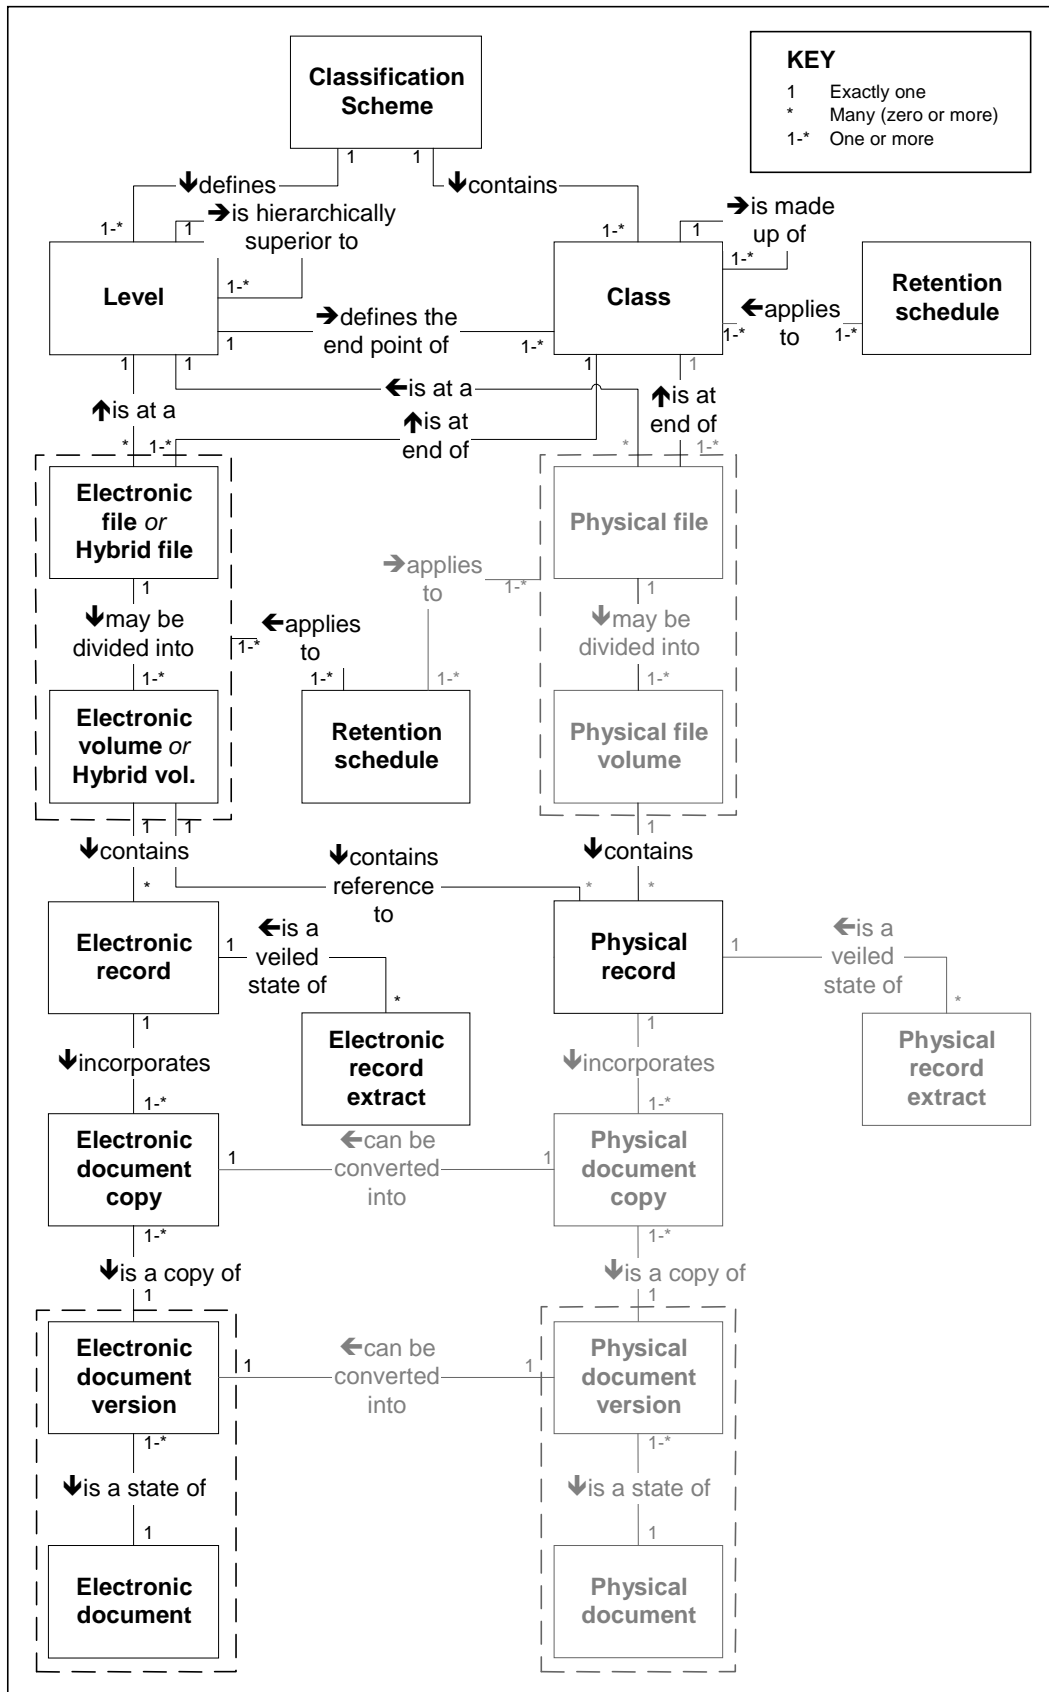 Classification
Scheme
KEY
1 Exactly one
* Many (zero or more)
1-* One or more
1
1
🡻defines
🡻contains
1-*
1
🡺is hierarchically
superior to
1-*
1
🡺is made
up of
1-*
1-*
Level
Class
Retention
schedule
🡺defines the
end point of
1
1-*
🡸applies
to
1-*
1-*
1
1
1
1
🡸is at a
🡹is at a
🡹is at
end of
🡹is at
end of
*
1-*
*
1-*
Electronic
file or
Hybrid file
Physical file
1
1
🡺applies
to
1-*
🡻may be
divided into
🡸applies
to
1-*
🡻may be
divided into
1-*
1-*
1-*
1-*
Electronic
volume or
Hybrid vol.
Retention
schedule
Physical file
volume
1
1
1
🡻contains
🡻contains
reference
to
🡻contains
*
*
*
Electronic
record
1
🡸is a
veiled
state of
*
Physical
record
1
🡸is a
veiled
state of
*
1
1
Electronic
record
extract
Physical
record
extract
🡻incorporates
🡻incorporates
1-*
1-*
Electronic
document
copy
1
🡸can be
converted
into
1
Physical
document
copy
1-*
1-*
🡻is a copy of
🡻is a copy of
1
1
Electronic
document
version
1
🡸can be
converted
into
1
Physical
document
version
1-*
1-*
🡻is a state of
🡻is a state of
1
1
Electronic
document
Physical
document